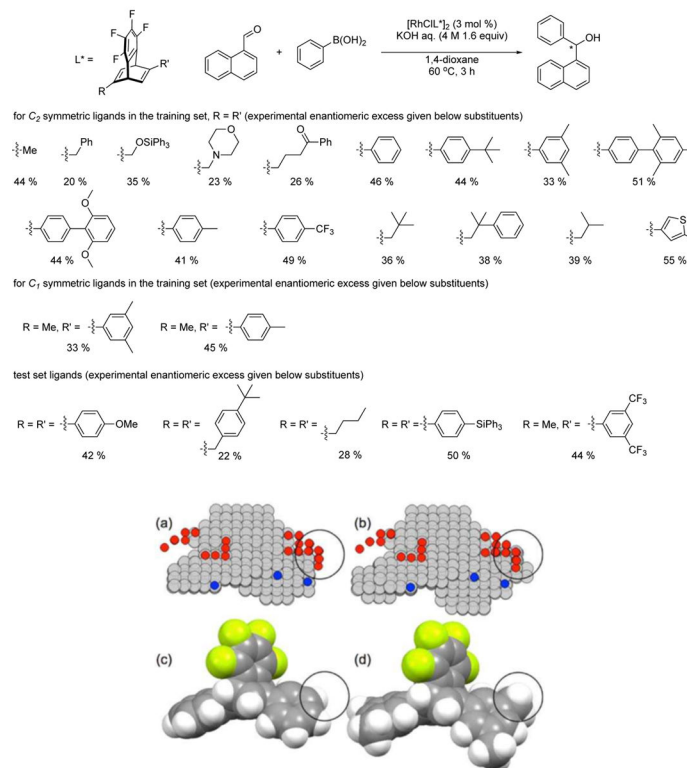 [RhClL*]₂ (3 mol %)
KOH aq. (4 M 1.6 equiv)
1,4-dioxane
60 °C, 3 h
L* =
F
F
F
F
R
R'
O
+
B(OH)₂
OH
*
for C₂ symmetric ligands in the training set, R = R' (experimental enantiomeric excess given below substituents)
Me
Ph
OSiPh₃
O
N
O
Ph
44 % 20 % 35 % 23 % 26 % 46 % 44 % 33 % 51 %
O
O
CF₃
S
44 % 41 % 49 % 36 % 38 % 39 % 55 %
for C₁ symmetric ligands in the training set (experimental enantiomeric excess given below substituents)
R = Me, R' = R = Me, R' =
33 % 45 %
test set ligands (experimental enantiomeric excess given below substituents)
R = R' = OMe R = R' = R = R' = R = R' = SiPh₃ R = Me, R' = CF₃ CF₃
42 % 22 % 28 % 50 % 44 %
(a) (b)
(c) (d)